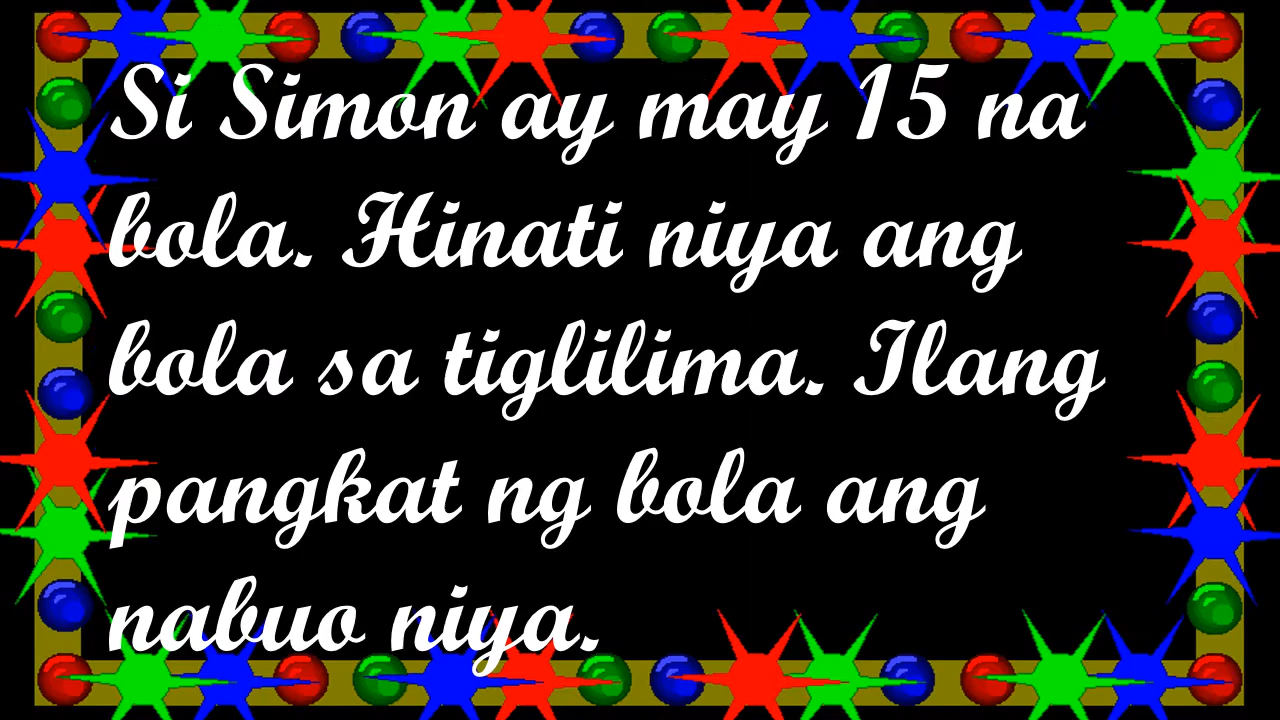 Si Simon ay may 15 na
bola. Hinati niya ang
bola sa tiglilima. Ilang
pangkat ng bola ang
nabuo niya.